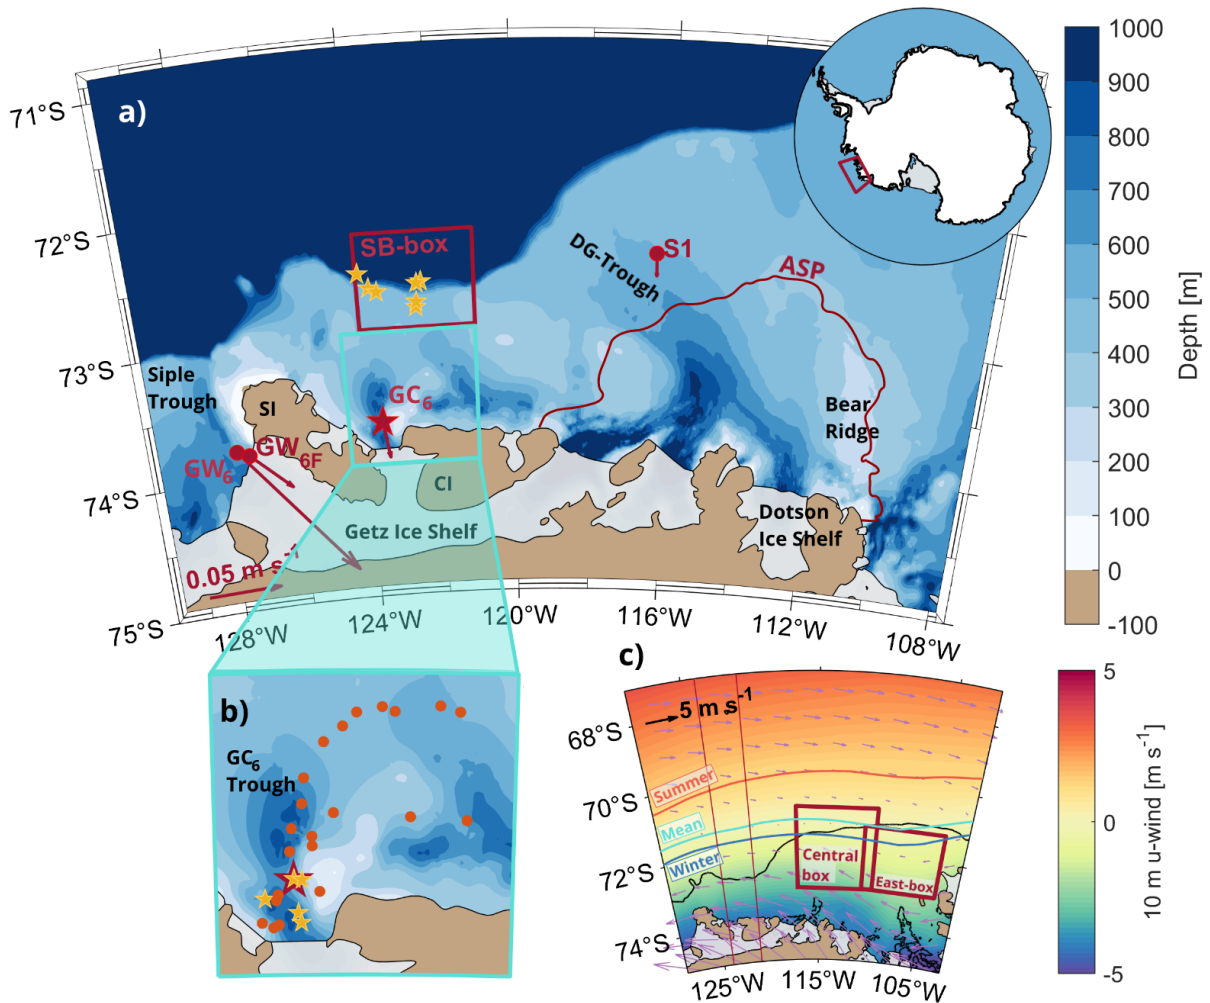 a)
71°S
72°S
73°S
74°S
75°S
128°W
124°W
120°W
116°W
112°W
108°W
SB-box
DG-Trough
S1
ASP
Siple
Trough
SI
GC6
GW6
GW6F
Bear
Ridge
CI
Getz Ice Shelf
Dotson
Ice Shelf
0.05 m s-1
1000
900
800
700
600
500
400
300
200
100
0
-100
Depth [m]
b)
GC6
Trough
c)
5 m s-1
68°S
70°S
72°S
74°S
Summer
Mean
Winter
Central
box
East-box
125°W
115°W
105°W
5
0
-5
10 m u-wind [m s-1]